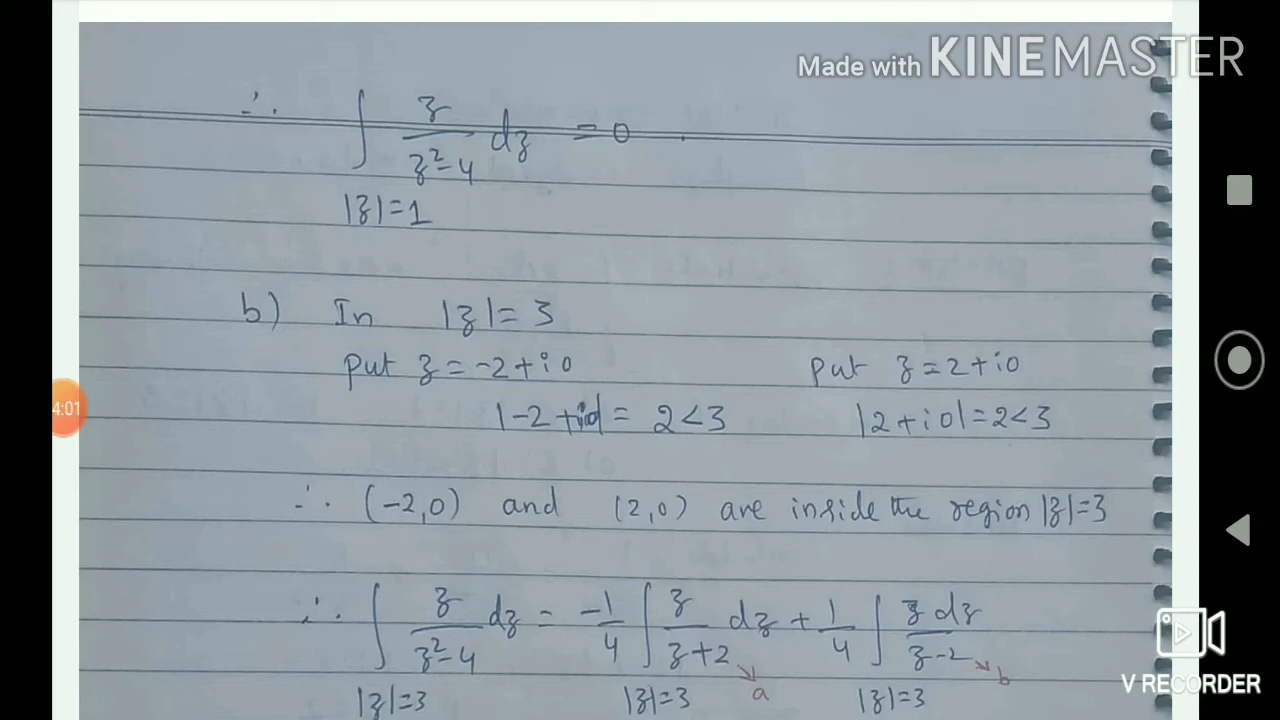 Made with KINEMASTER
∴ ∫ z/(z²-4) dz = 0
|z|=1
b) In |z|=3
put z=-2+i0 put z=2+i0
4:01
|-2+i0|= 2<3 |2+i0|=2<3
∴ (-2,0) and (2,0) are inside the region |z|=3
∴ ∫ z/(z²-4) dz = -1/4 ∫ z/(z+2) dz + 1/4 ∫ z dz/(z-2)
a b
|z|=3 |z|=3 |z|=3
V RECORDER